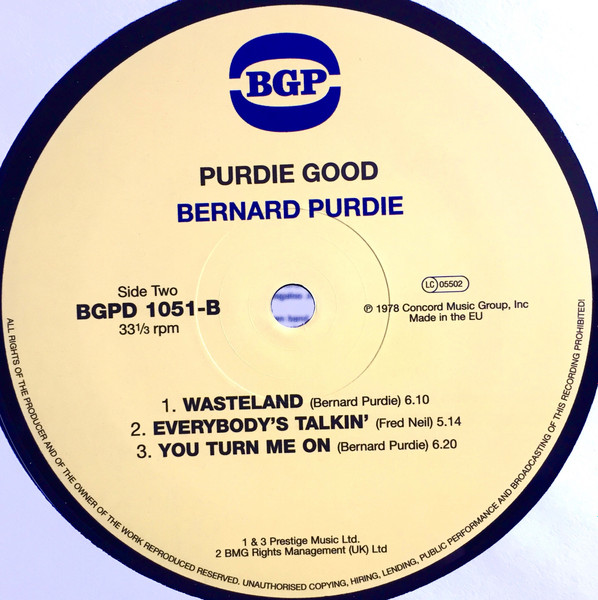 BGP
PURDIE GOOD
BERNARD PURDIE
Side Two
BGPD 1051-B
33⅓ rpm
LC 05502
℗ 1978 Concord Music Group, Inc
Made in the EU
1. WASTELAND (Bernard Purdie) 6.10
2. EVERYBODY'S TALKIN' (Fred Neil) 5.14
3. YOU TURN ME ON (Bernard Purdie) 6.20
1 & 3 Prestige Music Ltd.
2 BMG Rights Management (UK) Ltd
ALL RIGHTS OF THE PRODUCER AND OF THE OWNER OF THE WORK REPRODUCED RESERVED. UNAUTHORISED COPYING, HIRING, LENDING, PUBLIC PERFORMANCE AND BROADCASTING OF THIS RECORDING PROHIBITED!